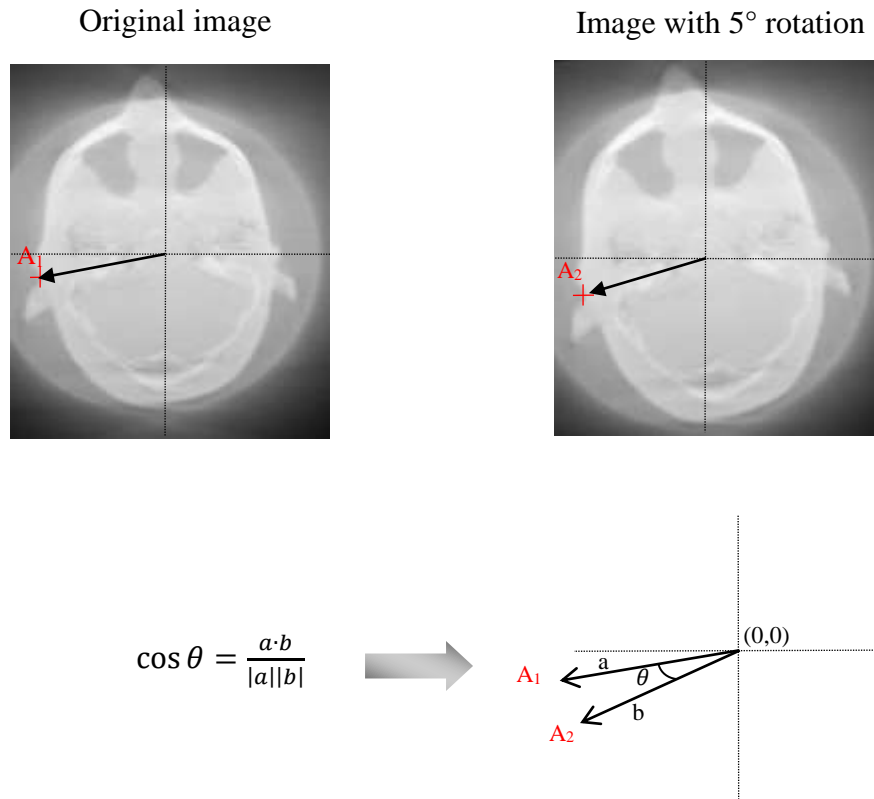 Original image
Image with 5° rotation
A₁
A₂
cos θ = a·b / |a||b|
(0,0)
a
θ
A₁
b
A₂